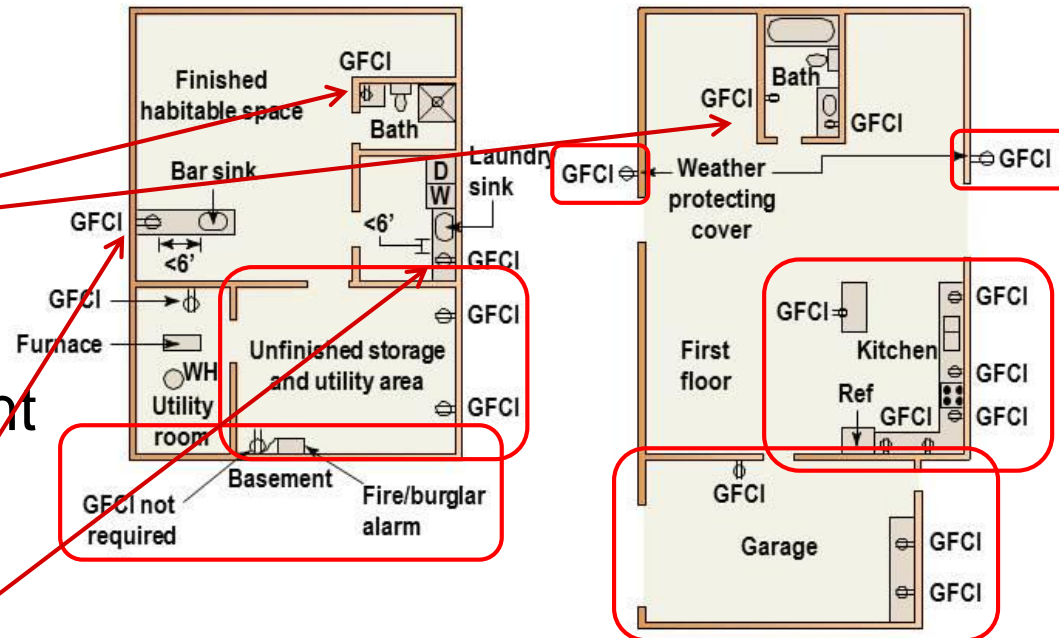 GFCI
Finished
habitable space
Bath
Bar sink
D
W
Laundry
sink
GFCI
<6'
<6'
GFCI
GFCI
GFCI
Furnace
Unfinished storage
and utility area
WH
Utility
room
GFCI
nt
Basement
GFCI not
required
Fire/burglar
alarm
Bath
GFCI
GFCI
GFCI
Weather
protecting
cover
GFCI
GFCI
GFCI
First
floor
Kitchen
GFCI
Ref
GFCI
GFCI
GFCI
Garage
GFCI
GFCI